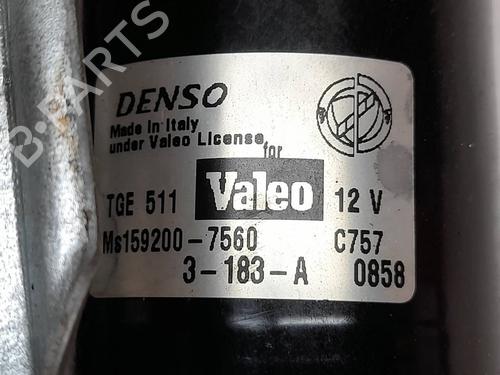 B-PARTS
DENSO
Made in Italy
under Valeo License
for
TGE 511 Valeo 12 V
Ms159200-7560 C757
3-183-A 0858